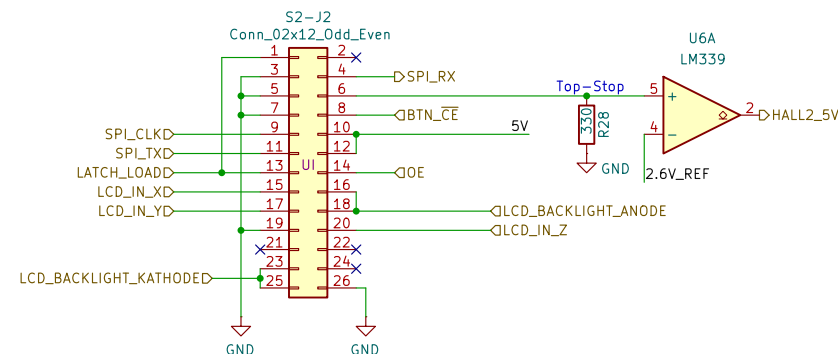 S2-J2
Conn_02x12_Odd_Even
U6A
LM339
1 2
3 4 SPI_RX
5 6 Top-Stop 5 +
7 8 BTN_CE
330 R28
2 HALL2_5V
SPI_CLK 9 10 5V 4 -
SPI_TX 11 12
UI
GND
LATCH_LOAD 13 14 OE
2.6V_REF
LCD_IN_X 15 16
LCD_IN_Y 17 18 LCD_BACKLIGHT_ANODE
19 20 LCD_IN_Z
21 22
23 24
LCD_BACKLIGHT_KATHODE 25 26
GND GND